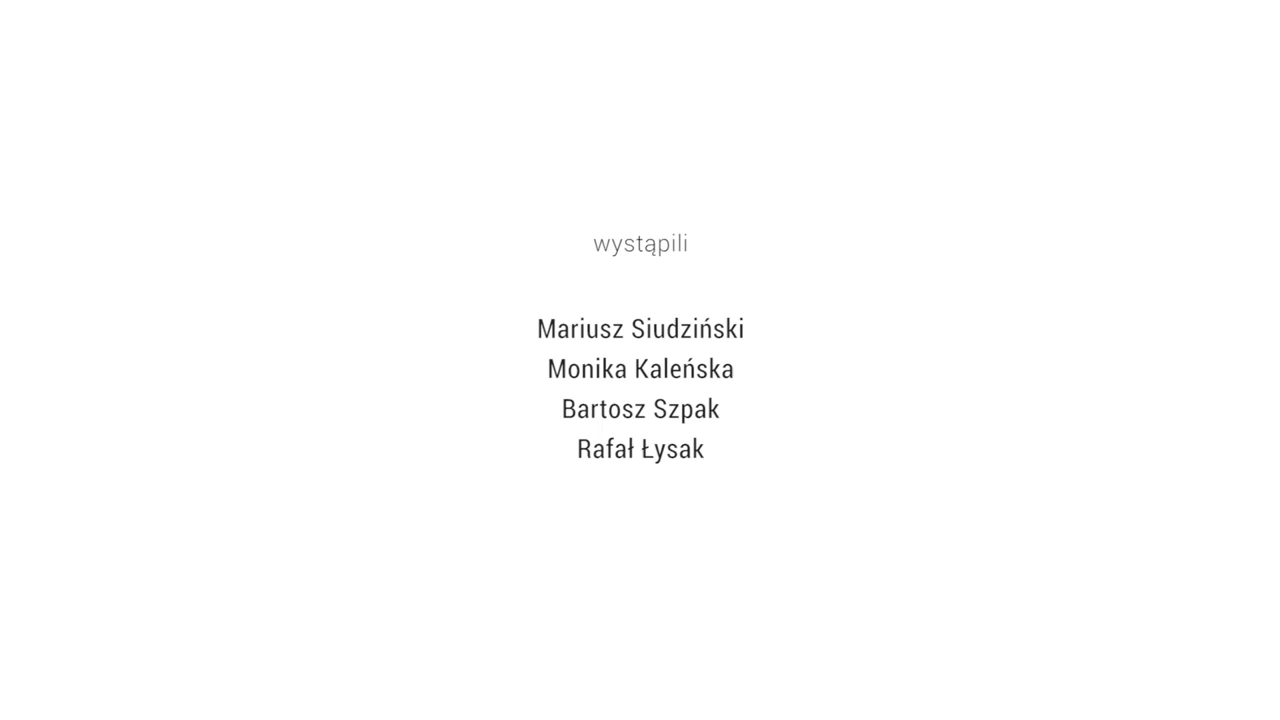 wystąpili
Mariusz Siudziński
Monika Kaleńska
Bartosz Szpak
Rafał Łysak